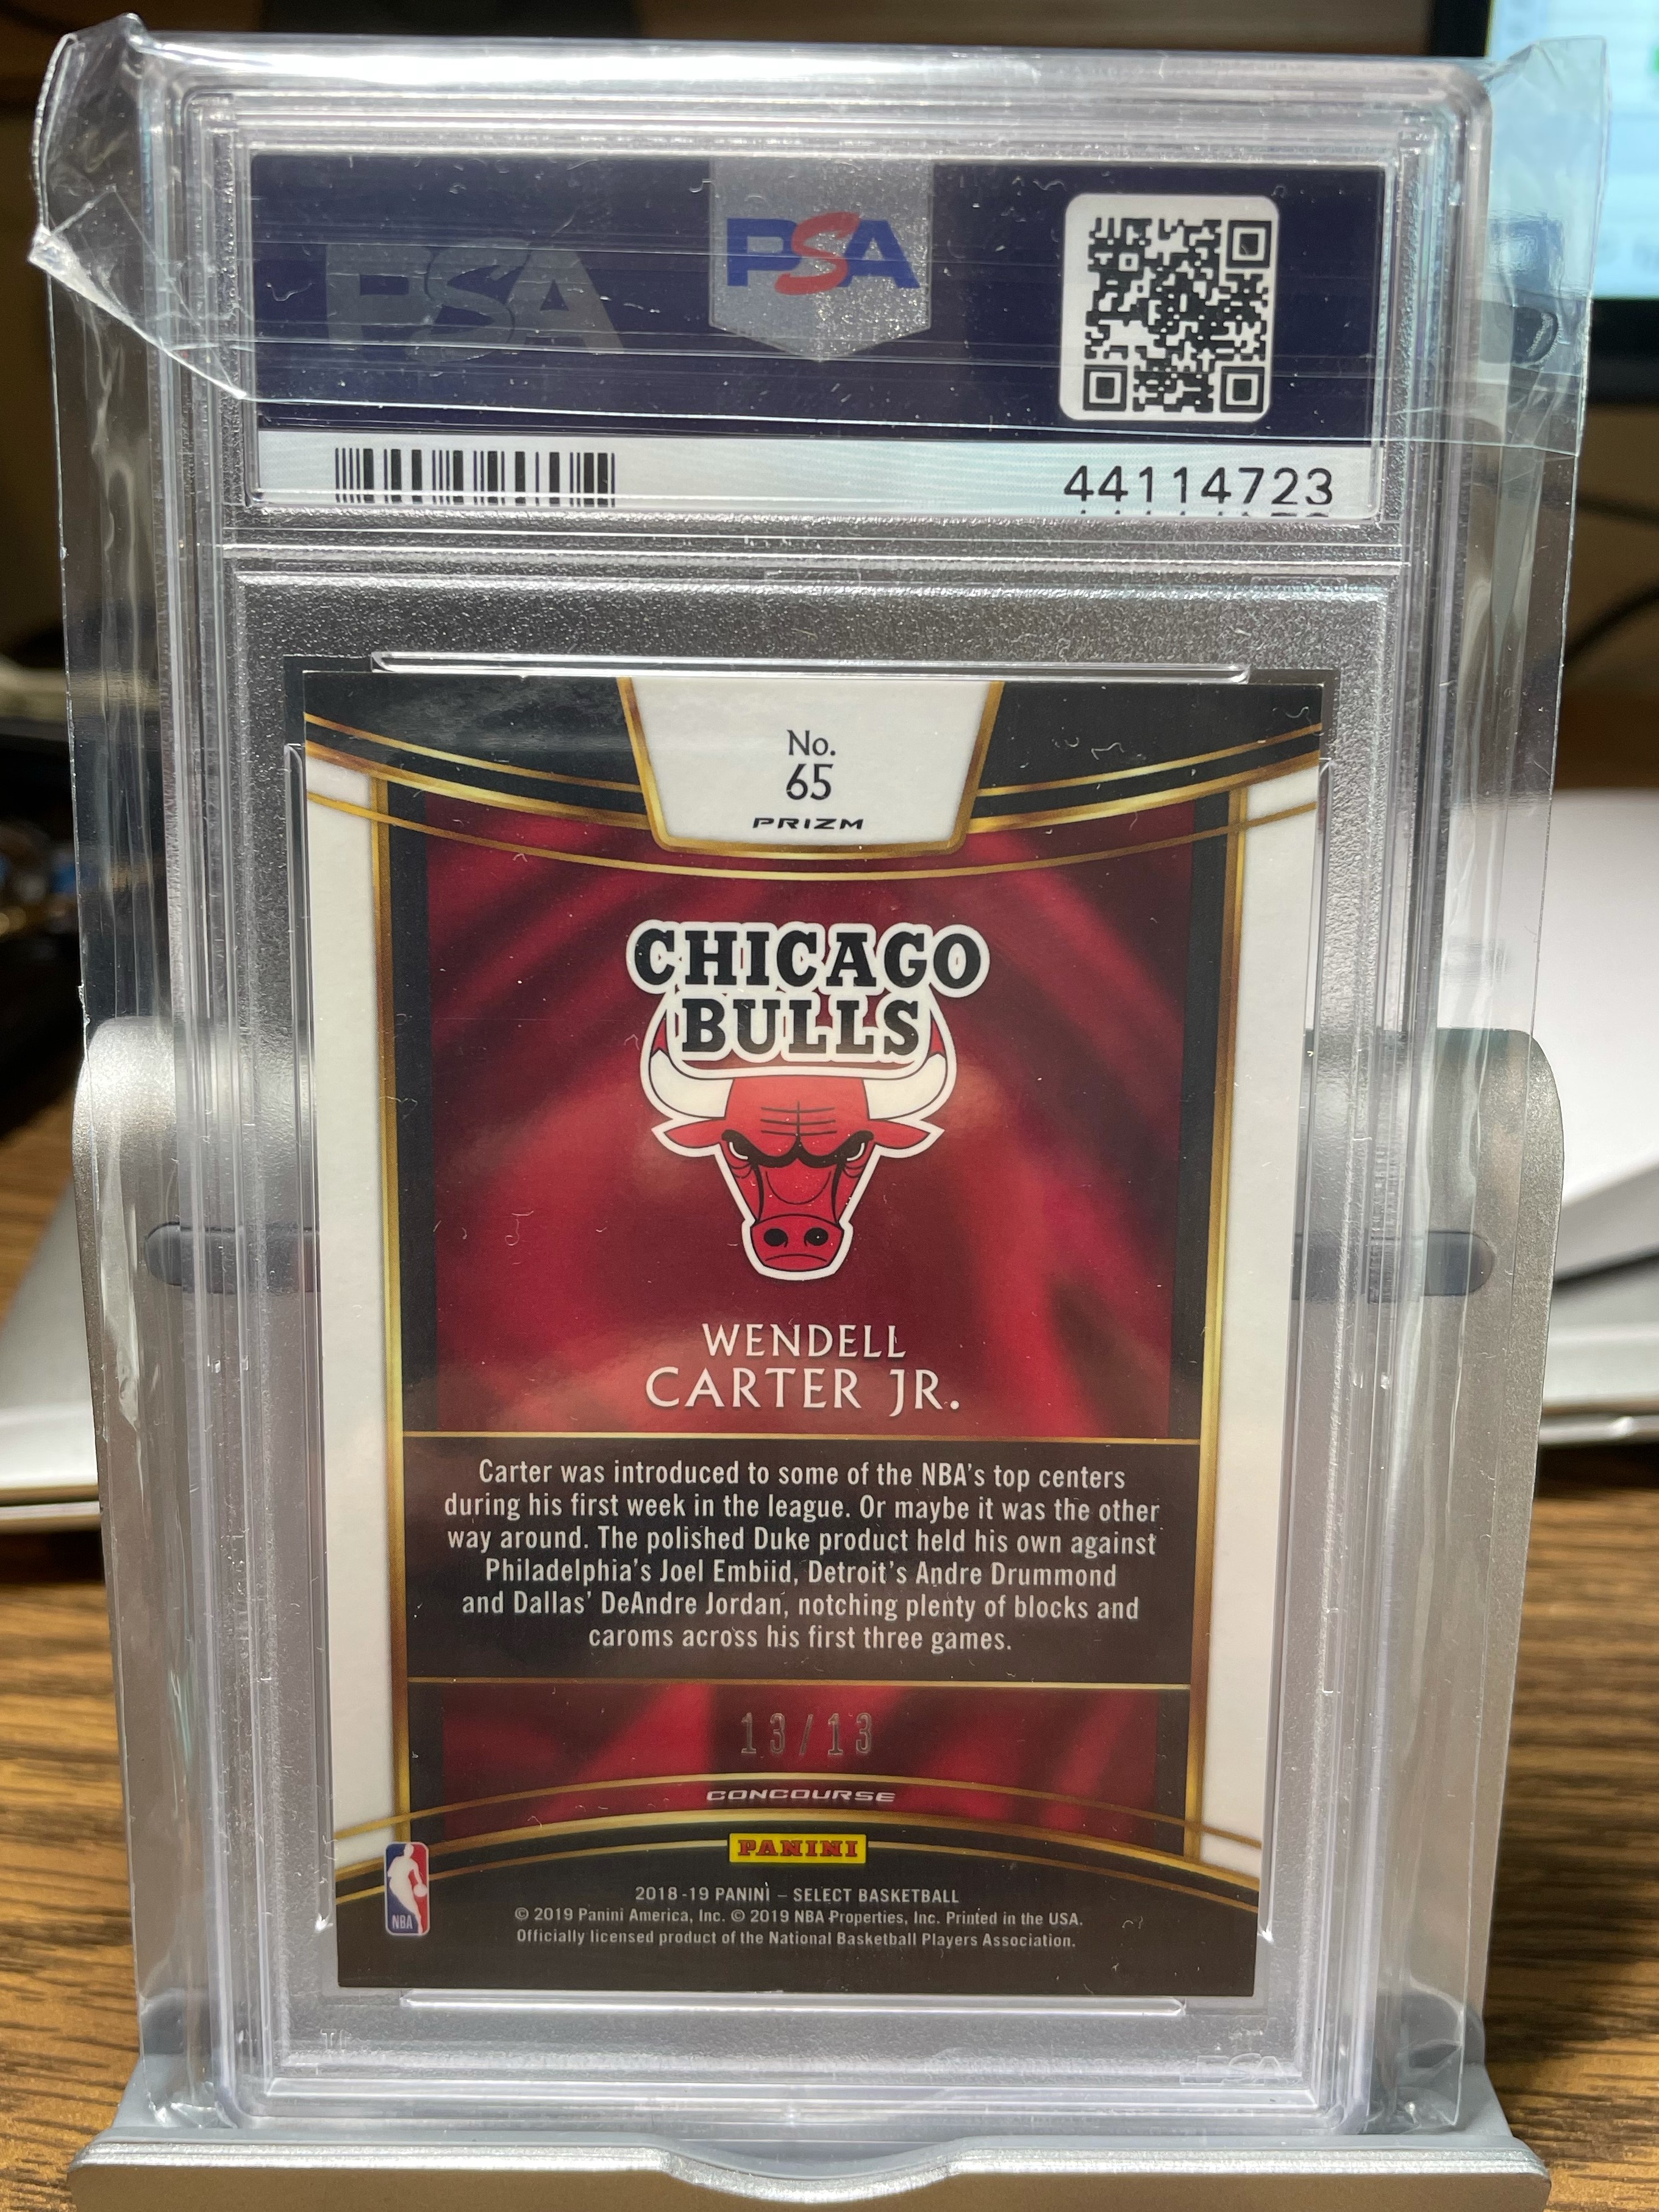 PSA
PSA
44114723
No.
65
PRIZM
CHICAGO
BULLS
WENDELL
CARTER JR.
Carter was introduced to some of the NBA's top centers
during his first week in the league. Or maybe it was the other
way around. The polished Duke product held his own against
Philadelphia's Joel Embiid, Detroit's Andre Drummond
and Dallas' DeAndre Jordan, notching plenty of blocks and
caroms across his first three games.
13/13
CONCOURSE
PANINI
NBA
2018-19 PANINI – SELECT BASKETBALL
© 2019 Panini America, Inc. © 2019 NBA Properties, Inc. Printed in the USA.
Officially licensed product of the National Basketball Players Association.
PSA